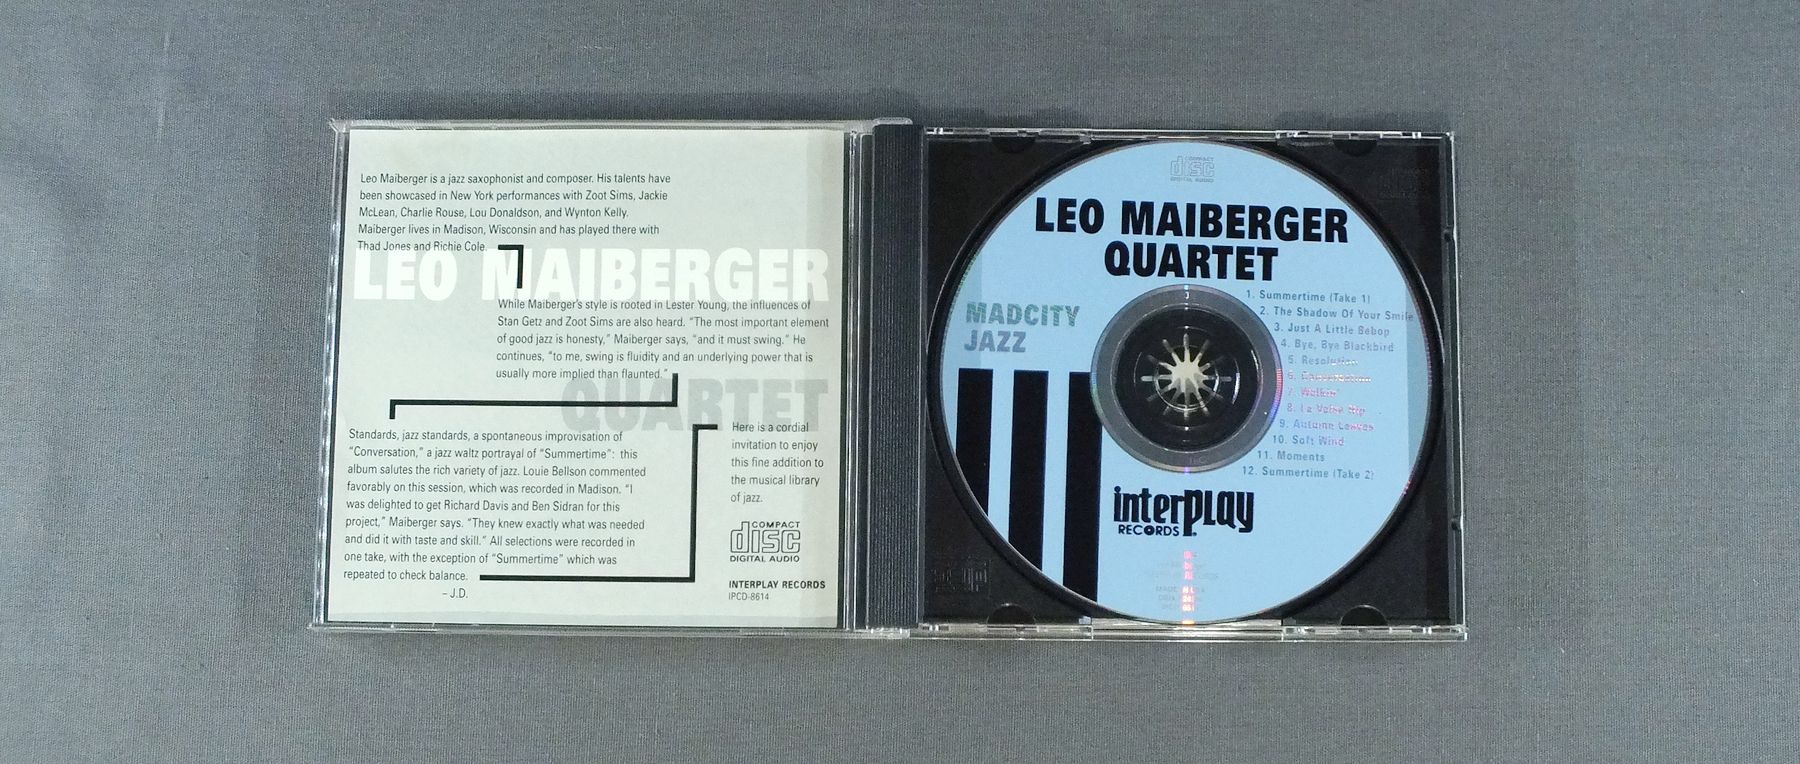 Leo Maiberger is a jazz saxophonist and composer. His talents have
been showcased in New York performances with Zoot Sims, Jackie
McLean, Charlie Rouse, Lou Donaldson, and Wynton Kelly.
Maiberger lives in Madison, Wisconsin and has played there with
Thad Jones and Richie Cole.
LEO MAIBERGER
While Maiberger's style is rooted in Lester Young, the influences of
Stan Getz and Zoot Sims are also heard. “The most important element
of good jazz is honesty,” Maiberger says, “and it must swing.” He
continues, “to me, swing is fluidity and an underlying power that is
usually more implied than flaunted.”
QUARTET
Standards, jazz standards, a spontaneous improvisation of
“Conversation,” a jazz waltz portrayal of “Summertime”: this
album salutes the rich variety of jazz. Louie Bellson commented
favorably on this session, which was recorded in Madison. “I
was delighted to get Richard Davis and Ben Sidran for this
project,” Maiberger says. “They knew exactly what was needed
and did it with taste and skill.” All selections were recorded in
one take, with the exception of “Summertime” which was
repeated to check balance.
– J.D.
Here is a cordial
invitation to enjoy
this fine addition to
the musical library
of jazz.
COMPACT
disc
DIGITAL AUDIO
INTERPLAY RECORDS
IPCD-8614
COMPACT
disc
DIGITAL AUDIO
LEO MAIBERGER
QUARTET
MADCITY
JAZZ
1. Summertime (Take 1)
2. The Shadow Of Your Smile
3. Just A Little Bebop
4. Bye, Bye Blackbird
5. Resolution
6. Conversation
7. Walkin'
8. La Valse Hip
9. Autumn Leaves
10. Soft Wind
11. Moments
12. Summertime (Take 2)
interplay
RECORDS